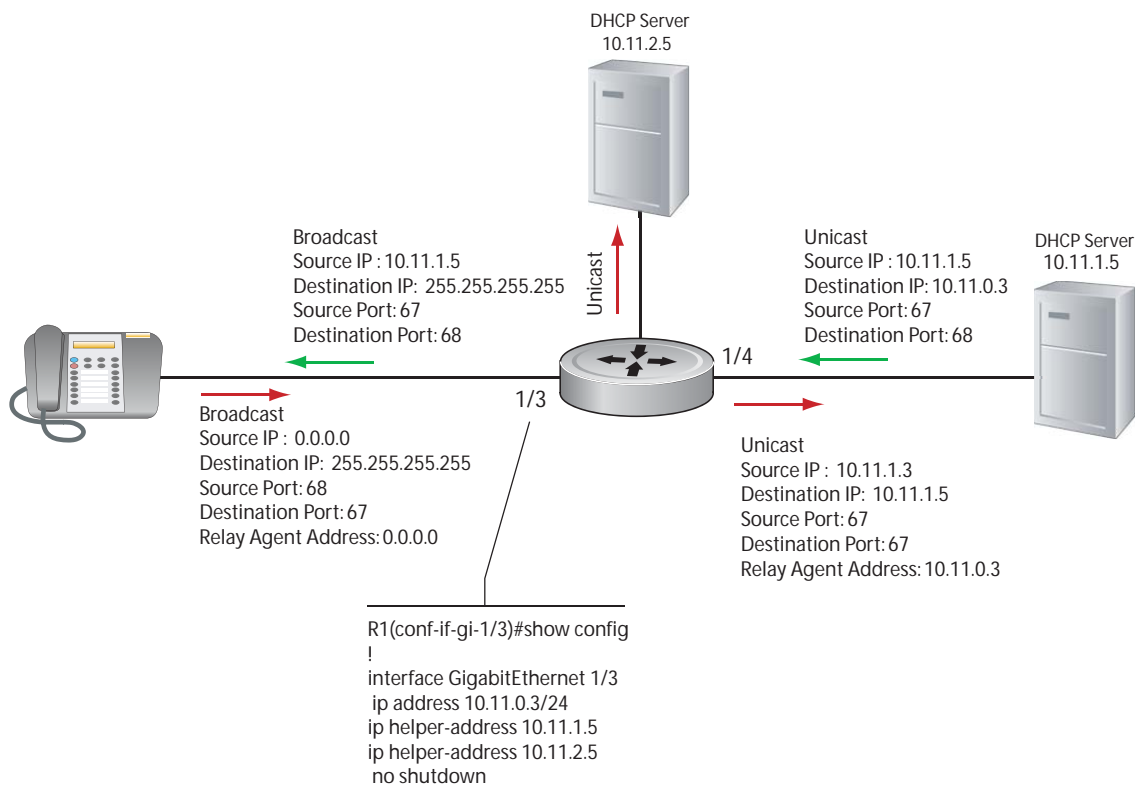 DHCP Server
10.11.2.5
Broadcast
Source IP : 10.11.1.5
Destination IP: 255.255.255.255
Source Port: 67
Destination Port: 68
Unicast
Unicast
Source IP : 10.11.1.5
Destination IP: 10.11.0.3
Source Port: 67
Destination Port: 68
DHCP Server
10.11.1.5
1/4
1/3
Broadcast
Source IP : 0.0.0.0
Destination IP: 255.255.255.255
Source Port: 68
Destination Port: 67
Relay Agent Address: 0.0.0.0
Unicast
Source IP : 10.11.1.3
Destination IP: 10.11.1.5
Source Port: 67
Destination Port: 67
Relay Agent Address: 10.11.0.3
R1(conf-if-gi-1/3)#show config
!
interface GigabitEthernet 1/3
ip address 10.11.0.3/24
ip helper-address 10.11.1.5
ip helper-address 10.11.2.5
no shutdown